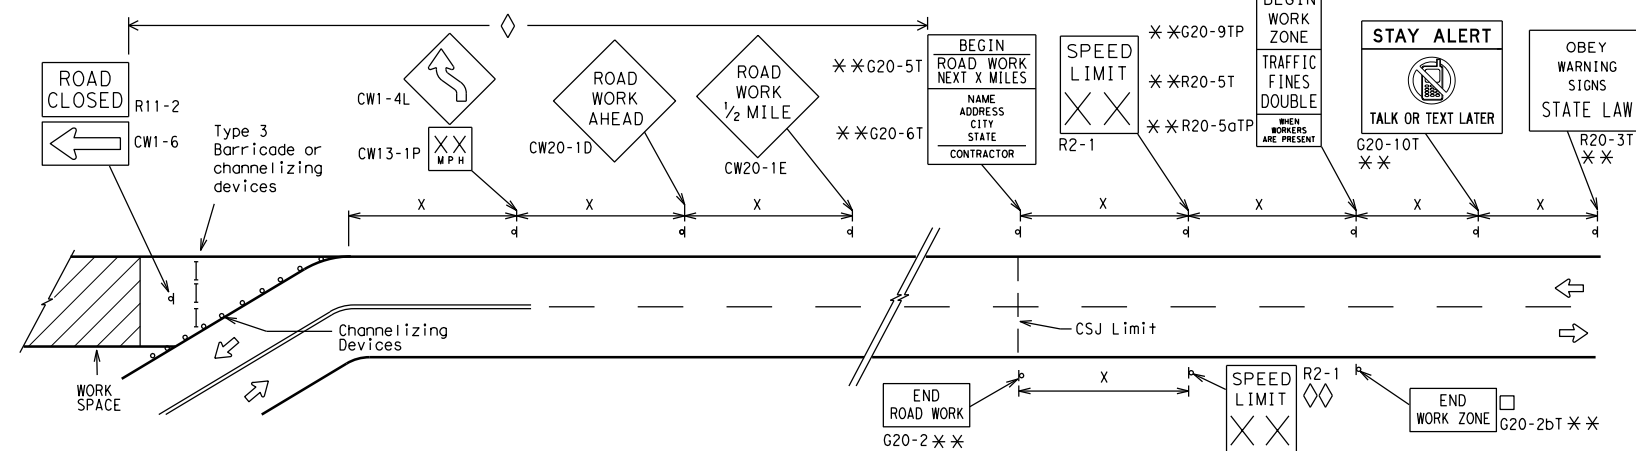 ROAD
CLOSED
R11-2
CW1-6
Type 3
Barricade or
channelizing
devices
CW1-4L
CW13-1P
XX
MPH
ROAD
WORK
AHEAD
CW20-1D
ROAD
WORK
1/2 MILE
CW20-1E
**G20-5T
**G20-6T
BEGIN
ROAD WORK
NEXT X MILES
NAME
ADDRESS
CITY
STATE
CONTRACTOR
SPEED
LIMIT
XX
R2-1
**G20-9TP
**R20-5T
**R20-5aTP
BEGIN
WORK
ZONE
TRAFFIC
FINES
DOUBLE
WHEN
WORKERS
ARE PRESENT
STAY ALERT
TALK OR TEXT LATER
G20-10T
**
OBEY
WARNING
SIGNS
STATE LAW
R20-3T
**
X
X
X
X
X
X
X
Channelizing
Devices
CSJ Limit
WORK
SPACE
END
ROAD WORK
G20-2 **
X
SPEED
LIMIT
XX
R2-1
END
WORK ZONE
G20-2bT **